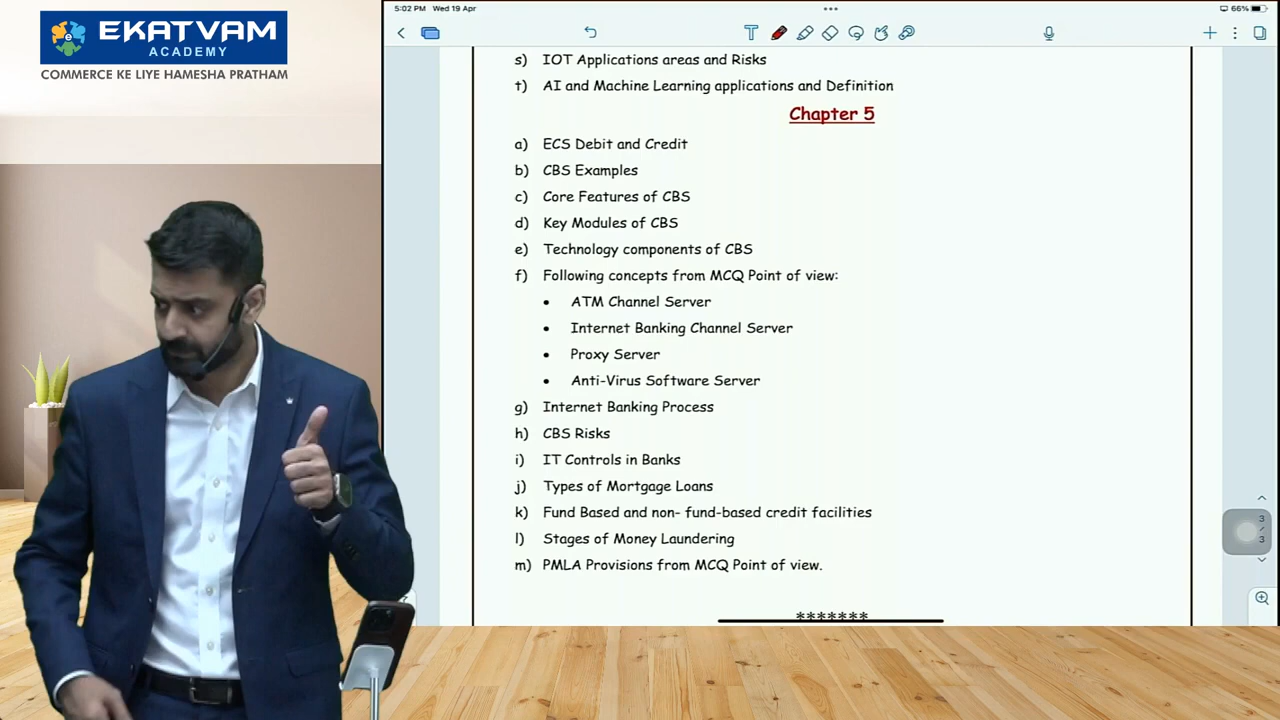 EKATVAM
ACADEMY
COMMERCE KE LIYE HAMESHA PRATHAM
5:02 PM Wed 19 Apr
66%
s) IOT Applications areas and Risks
t) AI and Machine Learning applications and Definition
Chapter 5
a) ECS Debit and Credit
b) CBS Examples
c) Core Features of CBS
d) Key Modules of CBS
e) Technology components of CBS
f) Following concepts from MCQ Point of view:
• ATM Channel Server
• Internet Banking Channel Server
• Proxy Server
• Anti-Virus Software Server
g) Internet Banking Process
h) CBS Risks
i) IT Controls in Banks
j) Types of Mortgage Loans
k) Fund Based and non- fund-based credit facilities
l) Stages of Money Laundering
m) PMLA Provisions from MCQ Point of view.
*******
3
/
3